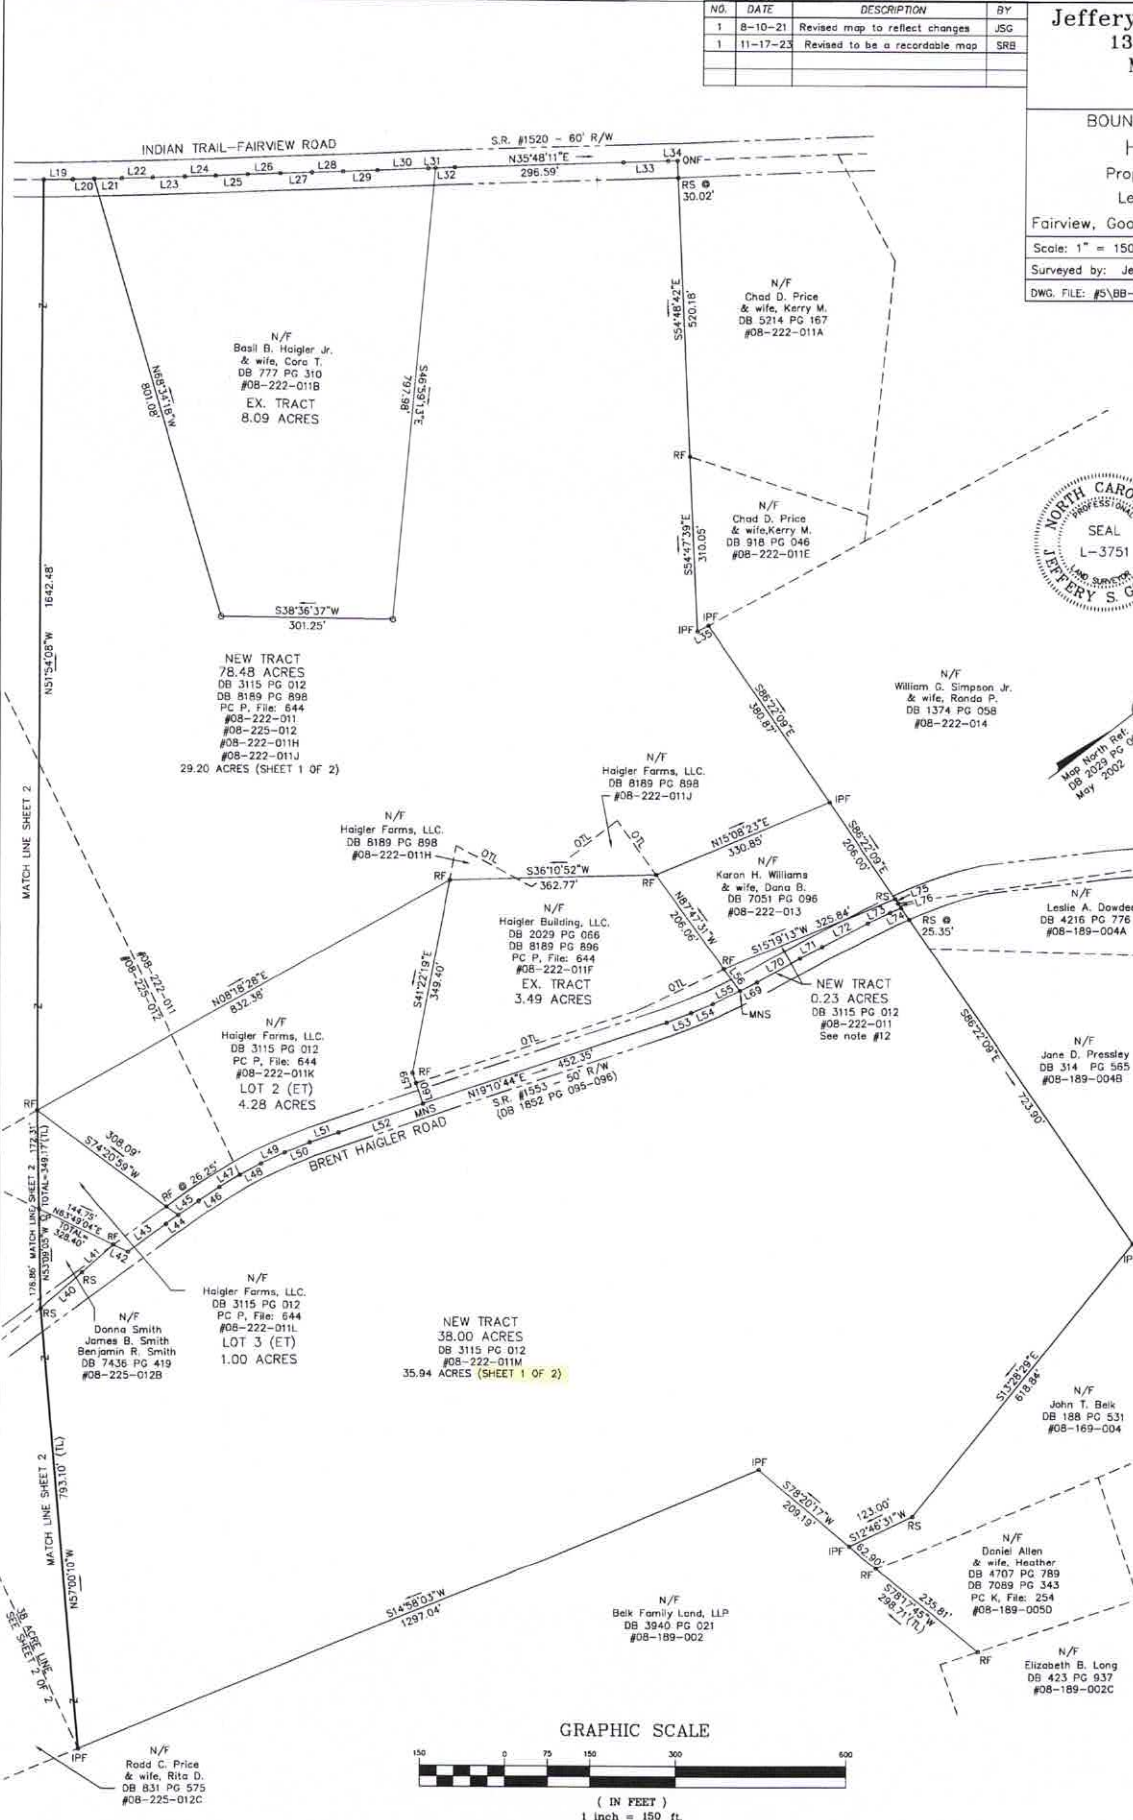 NO. DATE DESCRIPTION BY
1 8-10-21 Revised map to reflect changes JSG
1 11-17-23 Revised to be a recordable map SRB
Jeffery
13
BOUN
Prop
Le
Fairview, Goo
Scale: 1" = 150
Surveyed by: Je
DWG. FILE: #5\BB-
INDIAN TRAIL-FAIRVIEW ROAD
S.R. #1520 - 60' R/W
L19
L20
L21
L22
L23
L24
L25
L26
L27
L28
L29
L30
L31
L32
N35°48'11"E
296.59'
L33
L34
ONF
RS @
30.02'
N/F
Basil B. Haigler Jr.
& wife, Cora T.
DB 777 PG 310
#08-222-011B
EX. TRACT
8.09 ACRES
N68°34'18"W
801.08'
S46°59'13"E
797.98'
S38°36'37"W
301.25'
S54°48'42"E
520.18'
N/F
Chad D. Price
& wife, Kerry M.
DB 5214 PG 167
#08-222-011A
RF
N/F
Chad D. Price
& wife,Kerry M.
DB 918 PG 046
#08-222-011E
S54°47'39"E
310.05'
IPF
IPF
L35
NORTH CARO
PROFESSIONAL
SEAL
L-3751
LAND SURVEYOR
JEFFERY S. G
N51°54'08"W 1642.48'
MATCH LINE SHEET 2
NEW TRACT
78.48 ACRES
DB 3115 PG 012
DB 8189 PG 898
PC P, File: 644
#08-222-011
#08-225-012
#08-222-011H
#08-222-011J
29.20 ACRES (SHEET 1 OF 2)
S86°22'09"E
380.87'
N/F
William G. Simpson Jr.
& wife, Ronda P.
DB 1374 PG 058
#08-222-014
Map North Ref.
DB 2029 PG 0
May 2002
N/F
Haigler Farms, LLC.
DB 8189 PG 898
#08-222-011J
N/F
Haigler Farms, LLC.
DB 8189 PG 898
#08-222-011H
OTL
OTL
OTL
RF
S36°10'52"W
362.77'
RF
N15°08'23"E
330.85'
IPF
S86°22'09"E
206.00'
N/F
Karon H. Williams
& wife, Dana B.
DB 7051 PG 096
#08-222-013
N87°47'31"W
206.06'
S15°19'13"W 325.84'
RS
L75
L76
L74
L73
L72
L71
L70
L69
RS @
25.35'
N/F
Leslie A. Dowde
DB 4216 PG 776
#08-189-004A
N/F
Haigler Building, LLC.
DB 2029 PG 066
DB 8189 PG 896
PC P, File: 644
#08-222-011F
EX. TRACT
3.49 ACRES
S41°22'19"E
349.40'
#08-222-011
#08-225-012
N08°18'28"E
832.38'
RF
L56
L55
L54
L53
MNS
NEW TRACT
0.23 ACRES
DB 3115 PG 012
#08-222-011
See note #12
OTL
OTL
N/F
Haigler Farms, LLC.
DB 3115 PG 012
PC P, File: 644
#08-222-011K
LOT 2 (ET)
4.28 ACRES
RF
L59
L60
MNS
N19°10'44"E 452.35'
S.R. #1553 - 50' R/W
(DB 1852 PG 095-096)
BRENT HAIGLER ROAD
S86°22'09"E
723.90'
N/F
Jane D. Pressley
DB 314 PG 565
#08-189-004B
RF
308.09'
S74°20'59"W
RF @ 26.25'
L45
L44
L46
L47
L48
L49
L50
L51
L52
172.31'
MATCH LINE SHEET 2
178.86'
N53°09'05"W TOTAL=349.17'(TL)
144.75'
N63°49'04"E
TOTAL=
328.40'
RF
L42
L43
L41
RS
L40
RS
N/F
Donna Smith
James B. Smith
Benjamin R. Smith
DB 7436 PG 419
#08-225-012B
N/F
Haigler Farms, LLC.
DB 3115 PG 012
PC P, File: 644
#08-222-011L
LOT 3 (ET)
1.00 ACRES
NEW TRACT
38.00 ACRES
DB 3115 PG 012
#08-222-011M
35.94 ACRES (SHEET 1 OF 2)
IP
S13°28'29"E
618.84'
N/F
John T. Belk
DB 188 PG 531
#08-169-004
MATCH LINE SHEET 2
793.10' (TL)
N57°00'10"W
IPF
S78°20'17"W
209.19'
123.00'
S12°46'31"W
RS
IPF
62.90'
RF
N/F
Daniel Allen
& wife, Heather
DB 4707 PG 789
DB 7089 PG 343
PC K, File: 254
#08-189-005D
235.81'
S78°17'45"W
298.71'(TL)
RF
S14°58'03"W
1297.04'
N/F
Belk Family Land, LLP
DB 3940 PG 021
#08-189-002
N/F
Elizabeth B. Long
DB 423 PG 937
#08-189-002C
38 ACRE LINE
SEE SHEET 2 OF 2
IPF
N/F
Rodd C. Price
& wife, Rita D.
DB 831 PG 575
#08-225-012C
GRAPHIC SCALE
150 0 75 150 300 600
( IN FEET )
1 inch = 150 ft.